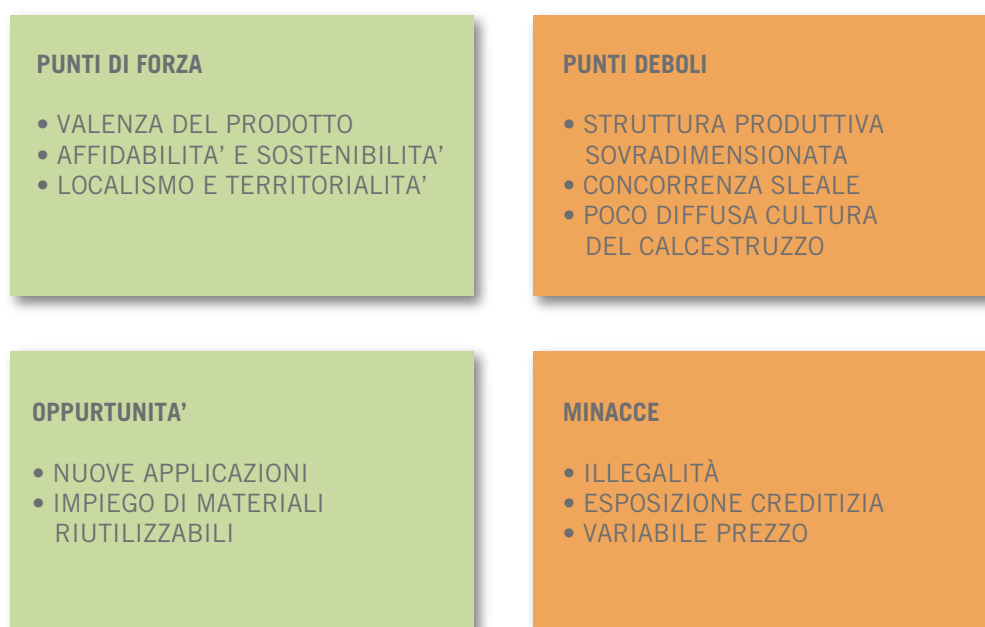 PUNTI DI FORZA
• VALENZA DEL PRODOTTO
• AFFIDABILITA’ E SOSTENIBILITA’
• LOCALISMO E TERRITORIALITA’
PUNTI DEBOLI
• STRUTTURA PRODUTTIVA
SOVRADIMENSIONATA
• CONCORRENZA SLEALE
• POCO DIFFUSA CULTURA
DEL CALCESTRUZZO
OPPURTUNITA’
• NUOVE APPLICAZIONI
• IMPIEGO DI MATERIALI
RIUTILIZZABILI
MINACCE
• ILLEGALITÀ
• ESPOSIZIONE CREDITIZIA
• VARIABILE PREZZO